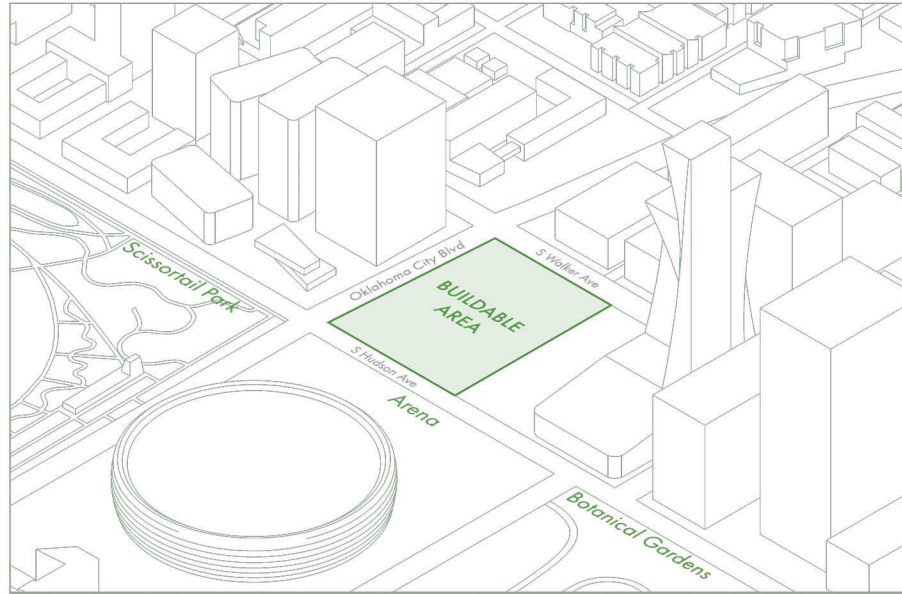 Scissortail Park
Oklahoma City Blvd
S Walker Ave
BUILDABLE
AREA
S Hudson Ave
Arena
Botanical Gardens